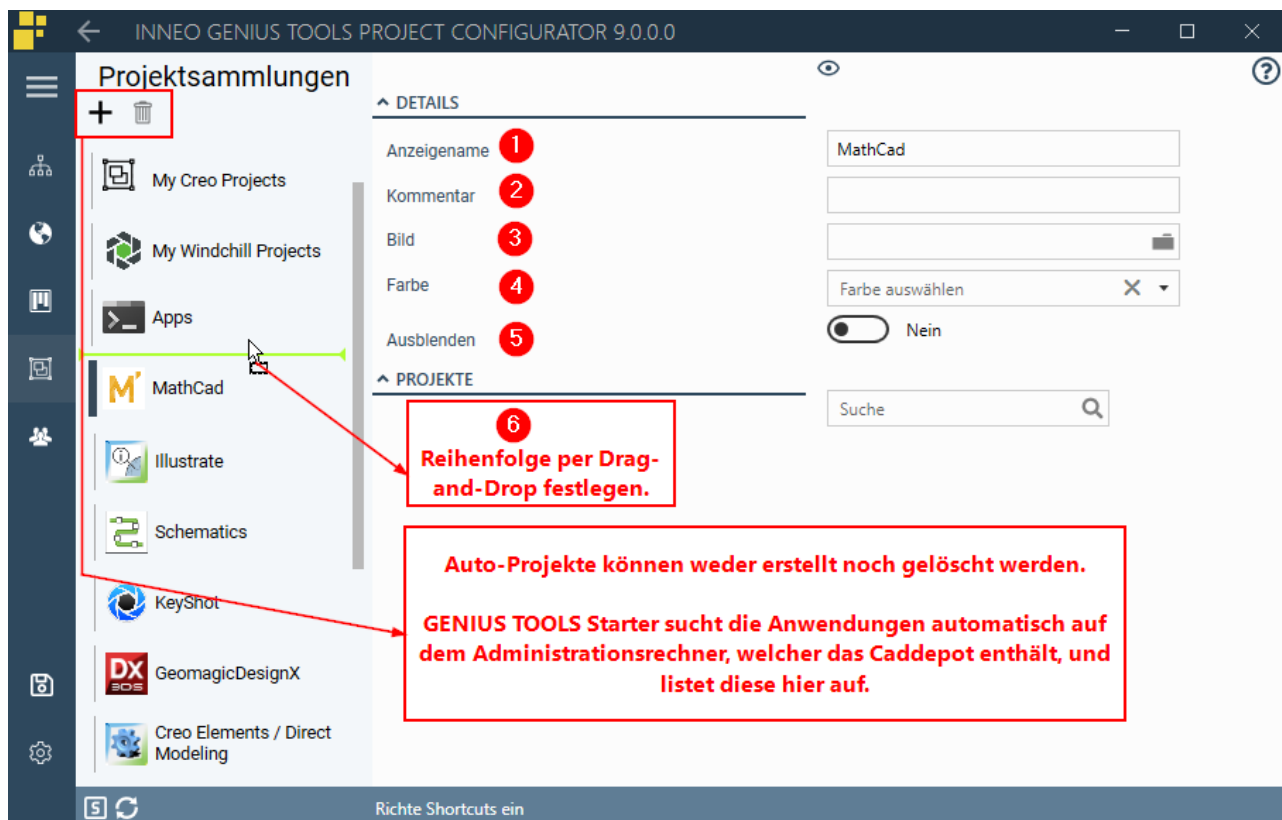 INNEO GENIUS TOOLS PROJECT CONFIGURATOR 9.0.0.0
Projektsammlungen
My Creo Projects
My Windchill Projects
Apps
MathCad
Illustrate
Schematics
KeyShot
DX
3DS
GeomagicDesignX
Creo Elements / Direct
Modeling
DETAILS
Anzeigename 1
MathCad
Kommentar 2
Bild 3
Farbe 4
Farbe auswählen
Ausblenden 5
Nein
PROJEKTE
Suche
6
Reihenfolge per Drag-
and-Drop festlegen.
Auto-Projekte können weder erstellt noch gelöscht werden.
GENIUS TOOLS Starter sucht die Anwendungen automatisch auf
dem Administrationsrechner, welcher das Caddepot enthält, und
listet diese hier auf.
S
Richte Shortcuts ein